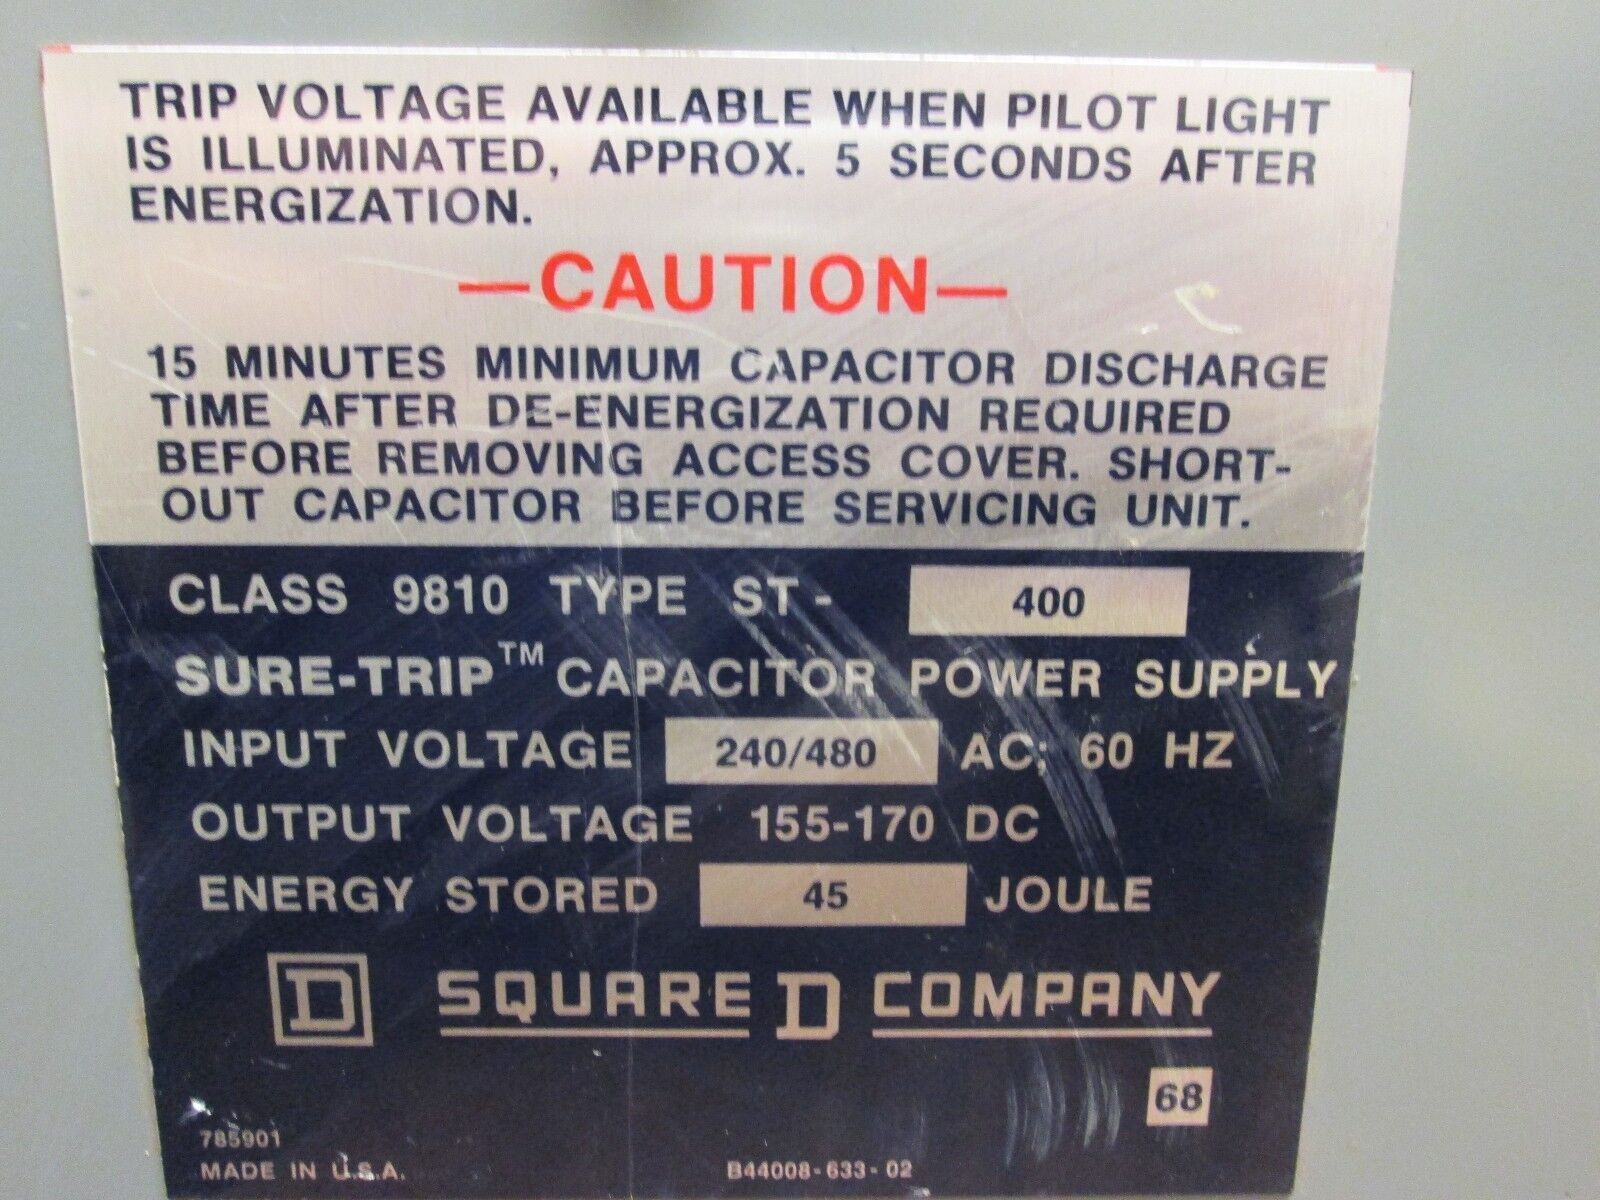 TRIP VOLTAGE AVAILABLE WHEN PILOT LIGHT
IS ILLUMINATED, APPROX. 5 SECONDS AFTER
ENERGIZATION.
—CAUTION—
15 MINUTES MINIMUM CAPACITOR DISCHARGE
TIME AFTER DE-ENERGIZATION REQUIRED
BEFORE REMOVING ACCESS COVER. SHORT-
OUT CAPACITOR BEFORE SERVICING UNIT.
CLASS 9810 TYPE ST- 400
SURE-TRIP™ CAPACITOR POWER SUPPLY
INPUT VOLTAGE 240/480 AC; 60 HZ
OUTPUT VOLTAGE 155-170 DC
ENERGY STORED 45 JOULE
D SQUARE D COMPANY
68
785901
MADE IN U.S.A. B44008-633-02